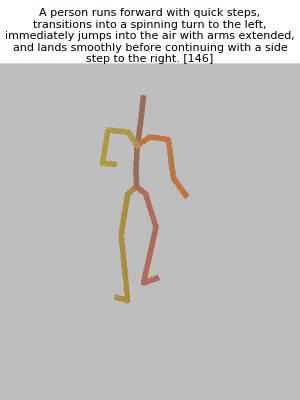 A person runs forward with quick steps,
transitions into a spinning turn to the left,
immediately jumps into the air with arms extended,
and lands smoothly before continuing with a side
step to the right. [146]